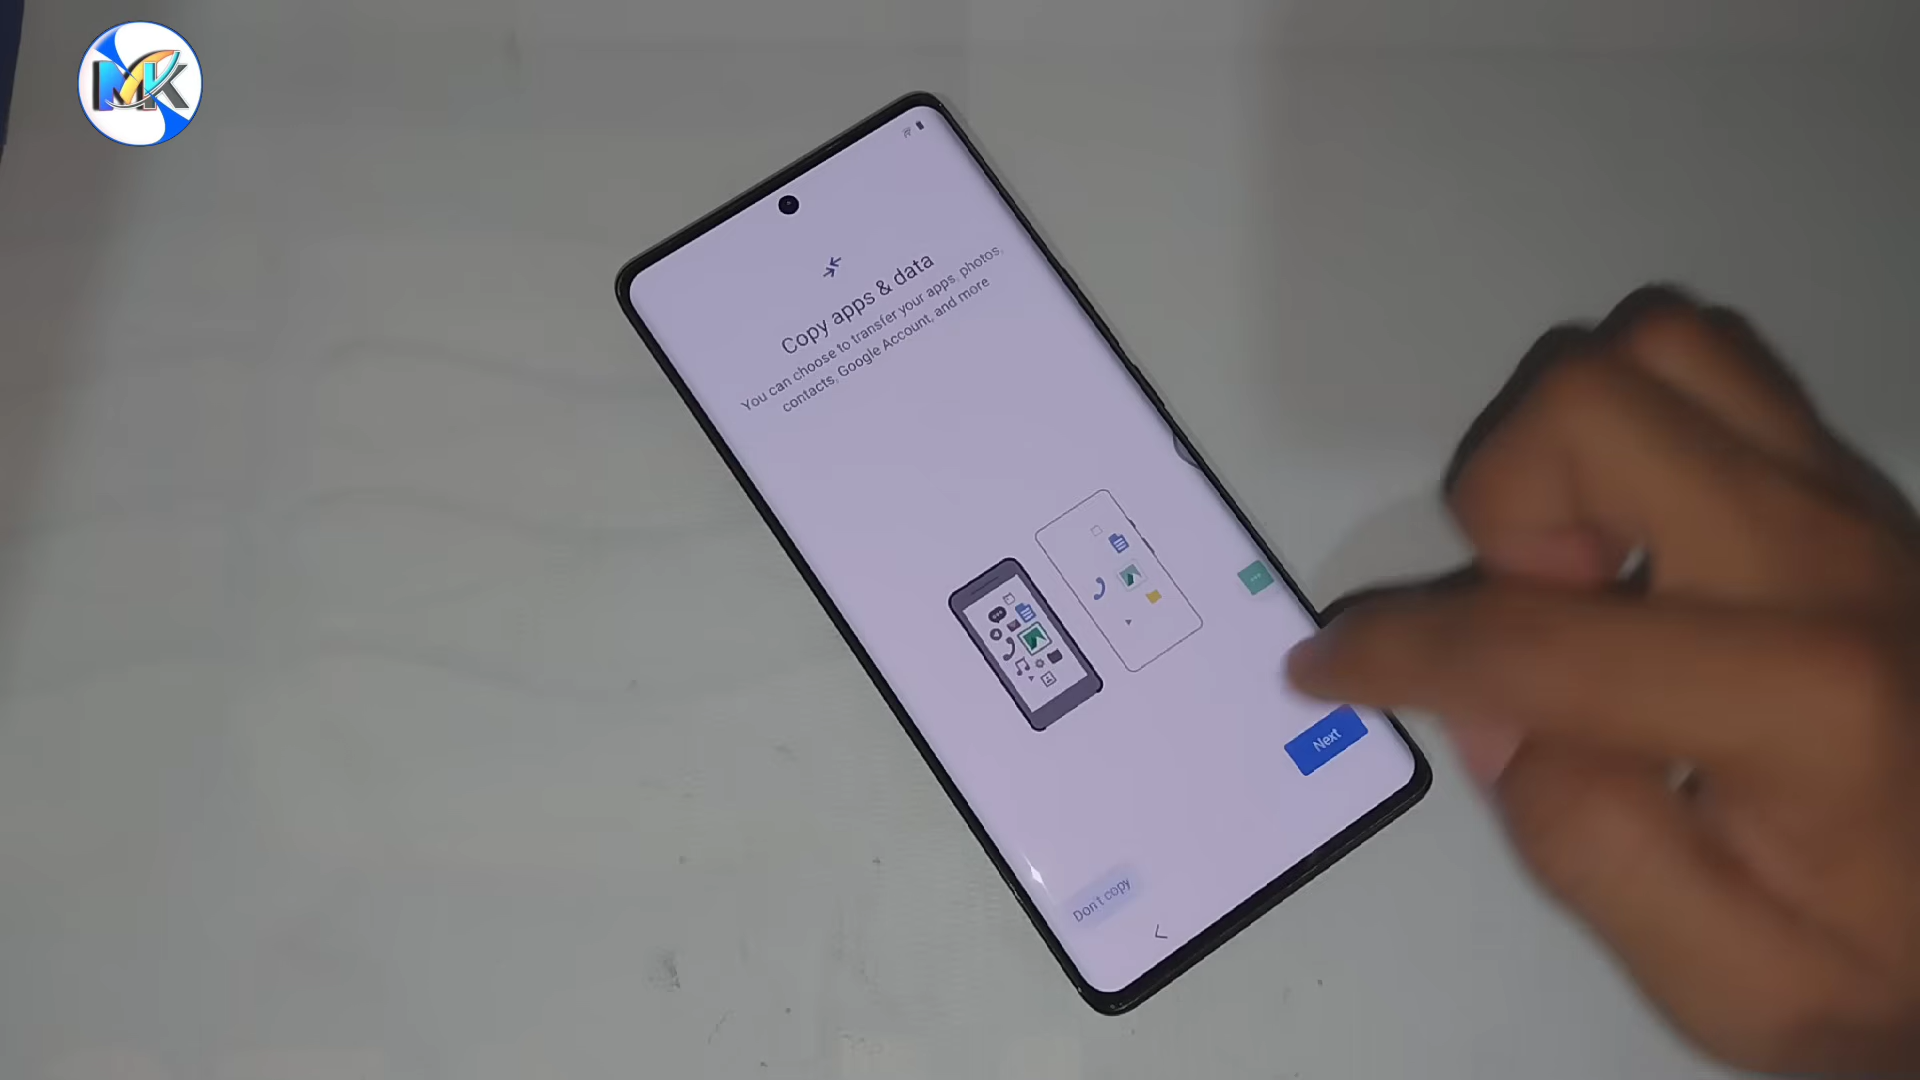 MK
Copy apps & data
You can choose to transfer your apps, photos,
contacts, Google Account, and more
Next
Don't copy